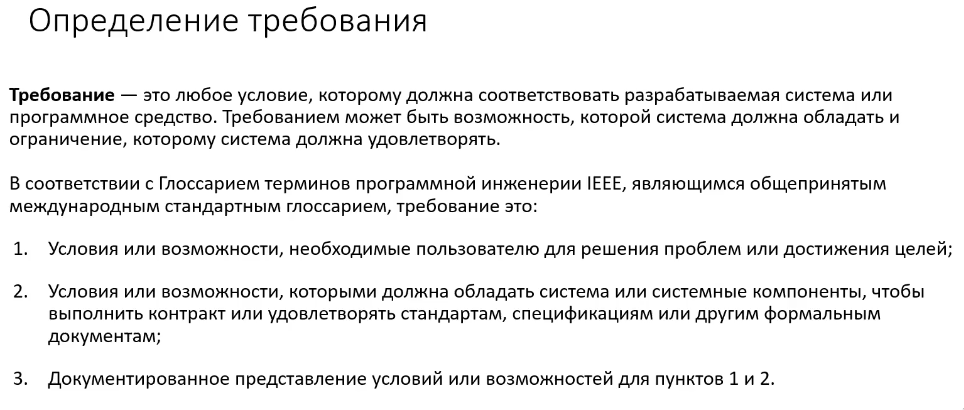 Определение требования
Требование — это любое условие, которому должна соответствовать разрабатываемая система или
программное средство. Требованием может быть возможность, которой система должна обладать и
ограничение, которому система должна удовлетворять.
В соответствии с Глоссарием терминов программной инженерии IEEE, являющимся общепринятым
международным стандартным глоссарием, требование это:
1. Условия или возможности, необходимые пользователю для решения проблем или достижения целей;
2. Условия или возможности, которыми должна обладать система или системные компоненты, чтобы
выполнить контракт или удовлетворять стандартам, спецификациям или другим формальным
документам;
3. Документированное представление условий или возможностей для пунктов 1 и 2.